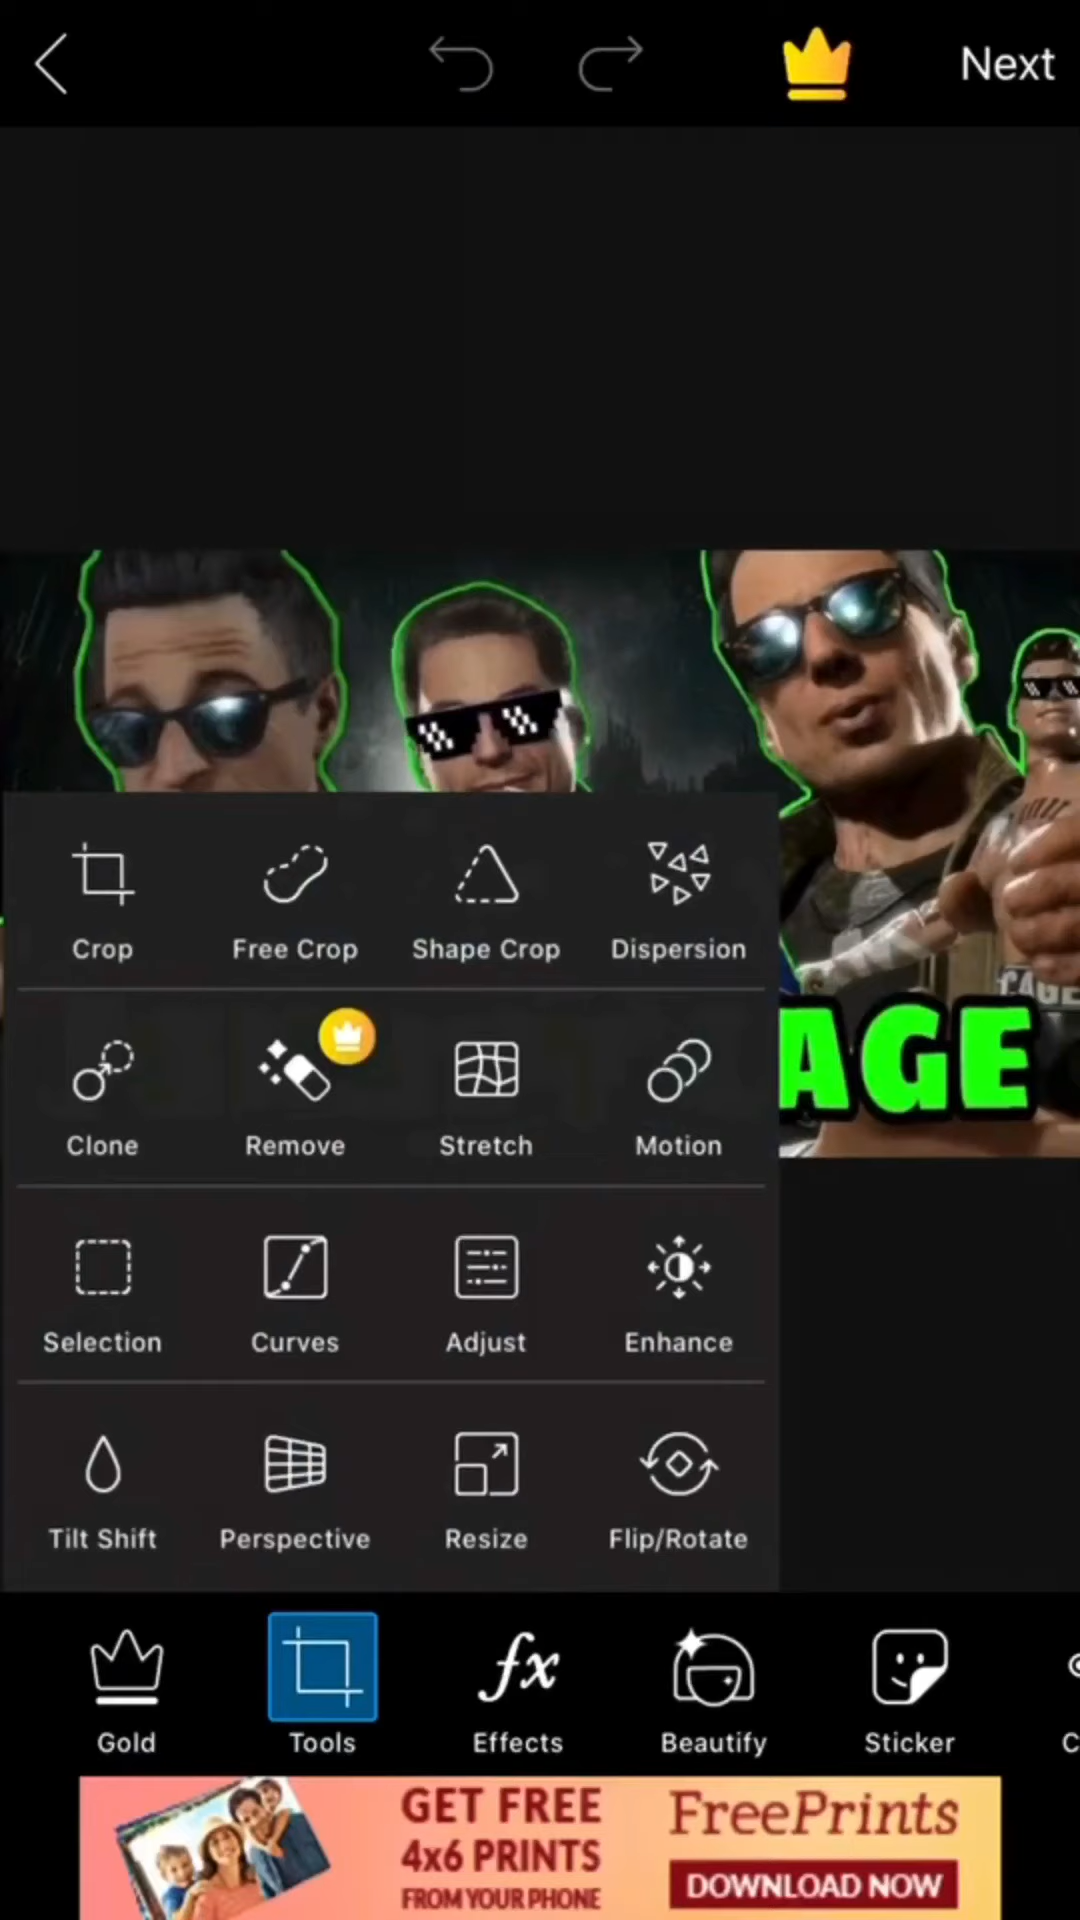 Next
CAGE
AGE
Crop
Free Crop
Shape Crop
Dispersion
Clone
Remove
Stretch
Motion
Selection
Curves
Adjust
Enhance
Tilt Shift
Perspective
Resize
Flip/Rotate
Gold
Tools
fx
Effects
Beautify
Sticker
C
GET FREE
4x6 PRINTS
FROM YOUR PHONE
FreePrints
DOWNLOAD NOW